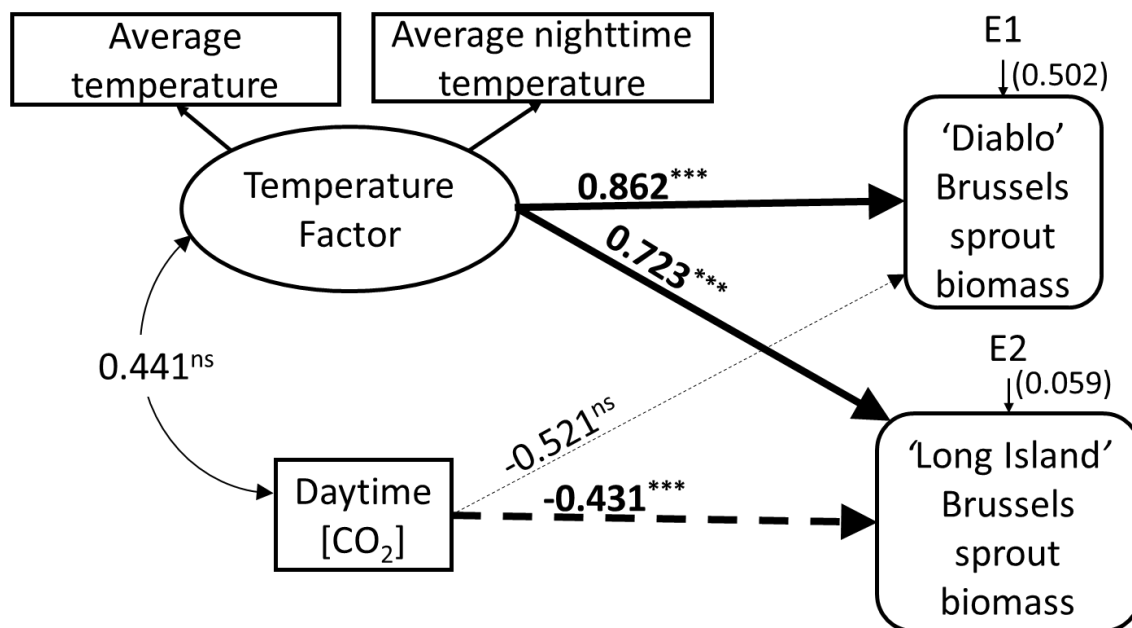 Average
temperature
Average nighttime
temperature
E1
(0.502)
‘Diablo’
Brussels
sprout
biomass
Temperature
Factor
0.862***
0.723***
0.441ns
-0.521ns
E2
(0.059)
Daytime
[CO2]
-0.431***
‘Long Island’
Brussels
sprout
biomass